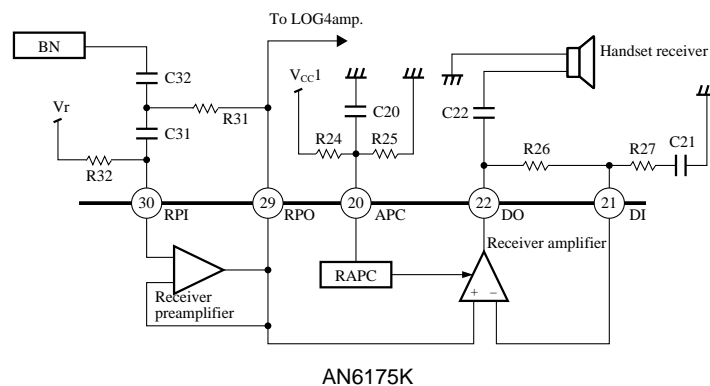 To LOG4amp.
BN
Handset receiver
C32
VCC1
Vr
R31
C20
C22
C21
C31
R24
R25
R26
R27
R32
30
29
20
22
21
RPI
RPO
APC
DO
DI
Receiver amplifier
RAPC
Receiver
preamplifier
+ −
AN6175K